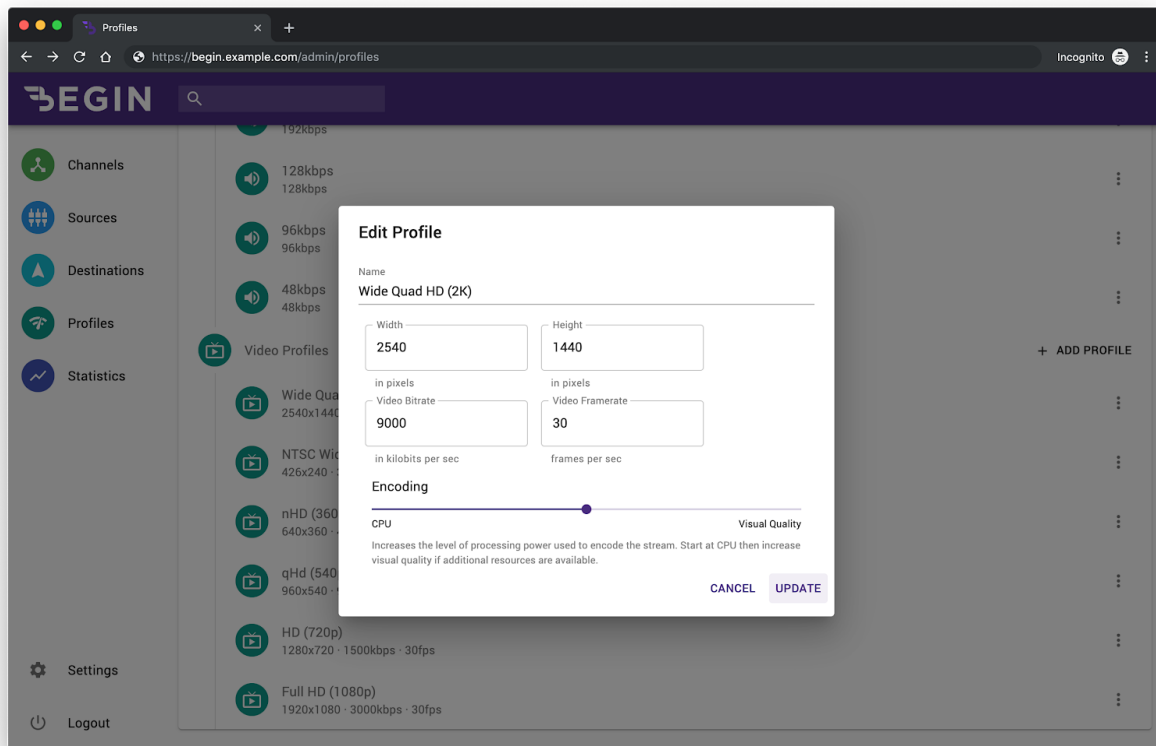 Profiles
https://begin.example.com/admin/profiles
Incognito
BEGIN
Channels
Sources
Destinations
Profiles
Statistics
Settings
Logout
192kbps
128kbps
128kbps
96kbps
96kbps
48kbps
48kbps
Video Profiles
+ ADD PROFILE
Wide Qua
2540x1440
NTSC Wid
426x240 ·
nHD (360
640x360 ·
qHd (540
960x540 ·
HD (720p)
1280x720 · 1500kbps · 30fps
Full HD (1080p)
1920x1080 · 3000kbps · 30fps
Edit Profile
Name
Wide Quad HD (2K)
Width
2540
in pixels
Height
1440
in pixels
Video Bitrate
9000
in kilobits per sec
Video Framerate
30
frames per sec
Encoding
CPU
Visual Quality
Increases the level of processing power used to encode the stream. Start at CPU then increase
visual quality if additional resources are available.
CANCEL
UPDATE